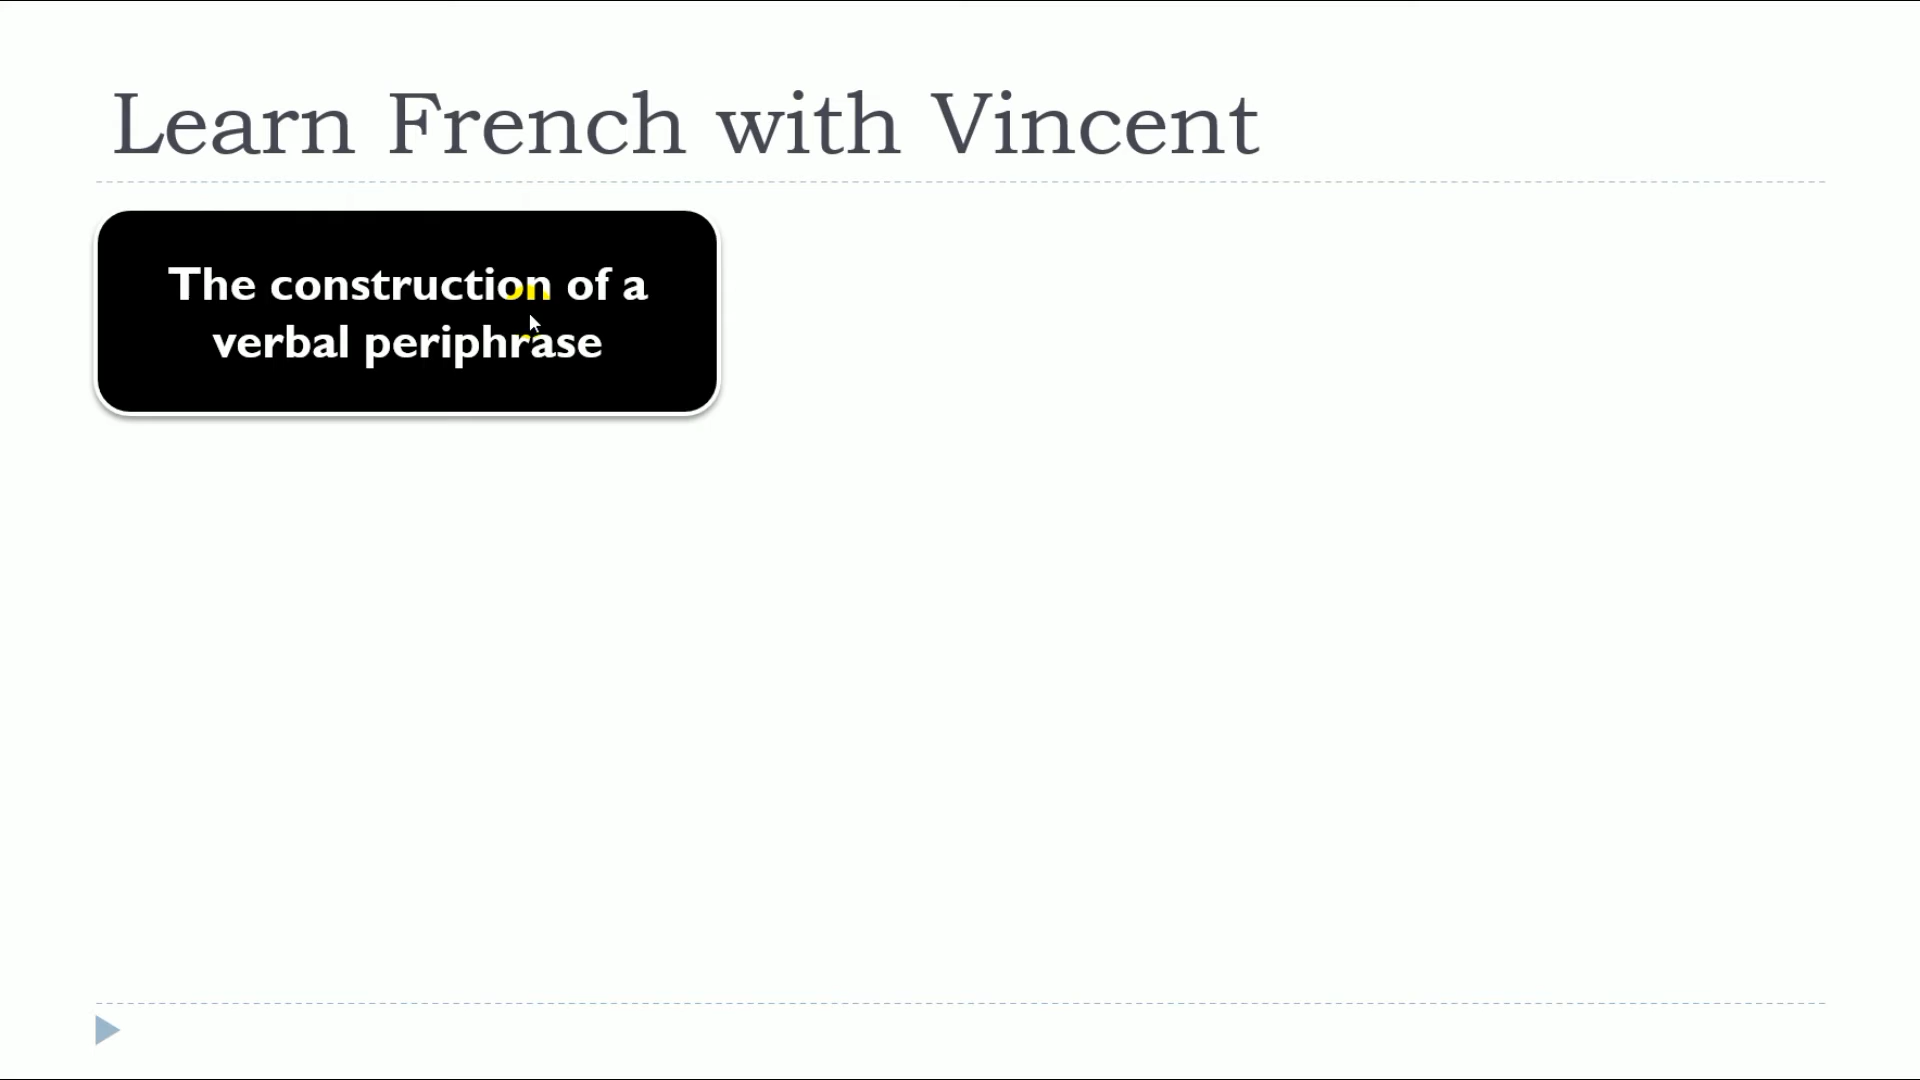 Learn French with Vincent
The construction of a
verbal periphrase